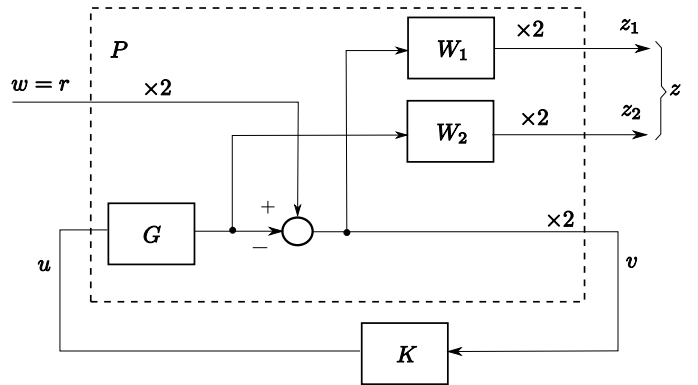 ×2
z₁
P
W₁
w = r
×2
z
×2
z₂
W₂
+
×2
G
−
u
v
K